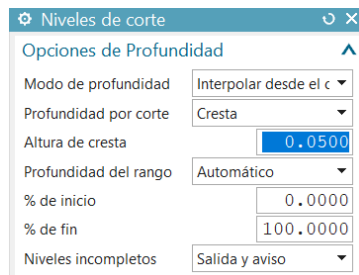 Niveles de corte
Opciones de Profundidad
Modo de profundidad Interpolar desde el c
Profundidad por corte Cresta
Altura de cresta 0.0500
Profundidad del rango Automático
% de inicio 0.0000
% de fin 100.0000
Niveles incompletos Salida y aviso